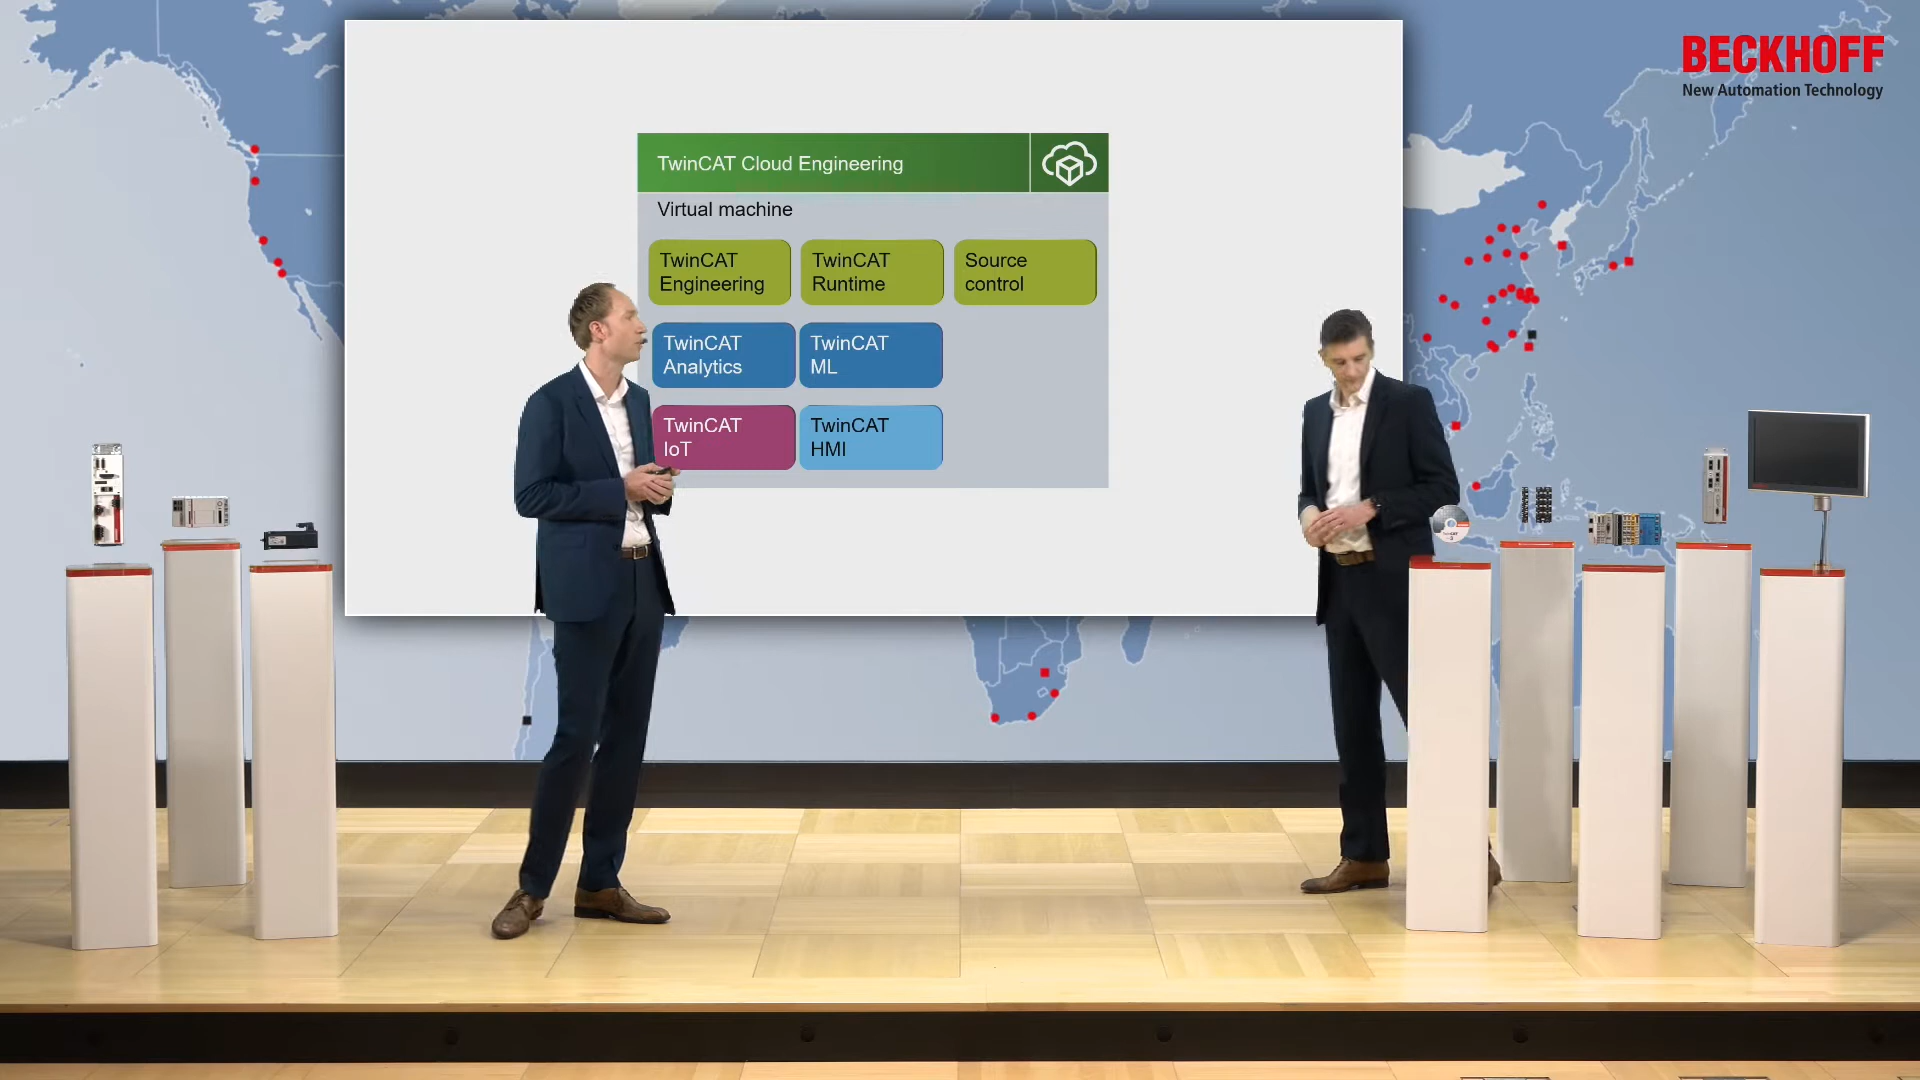 BECKHOFF
New Automation Technology
TwinCAT Cloud Engineering
Virtual machine
TwinCAT
Engineering
TwinCAT
Runtime
Source
control
TwinCAT
Analytics
TwinCAT
ML
TwinCAT
IoT
TwinCAT
HMI